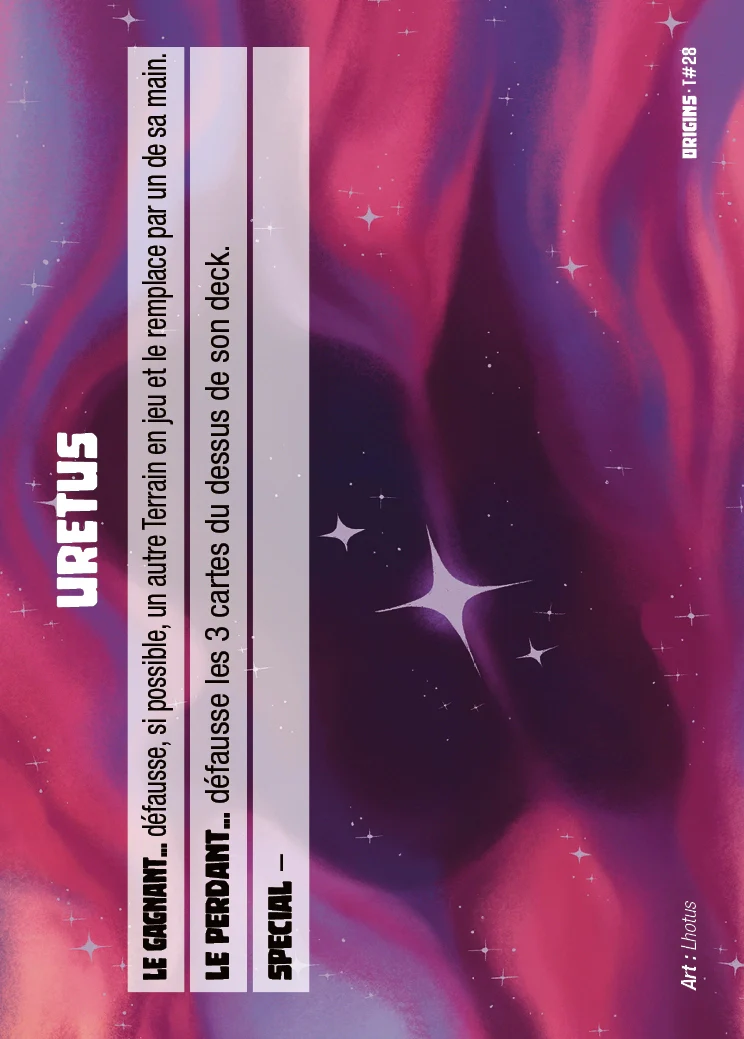 URETUS
LE GAGNANT... défausse, si possible, un autre Terrain en jeu et le remplace par un de sa main.
LE PERDANT... défausse les 3 cartes du dessus de son deck.
SPECIAL –
Art : Lhotus
ORIGINS · T#28